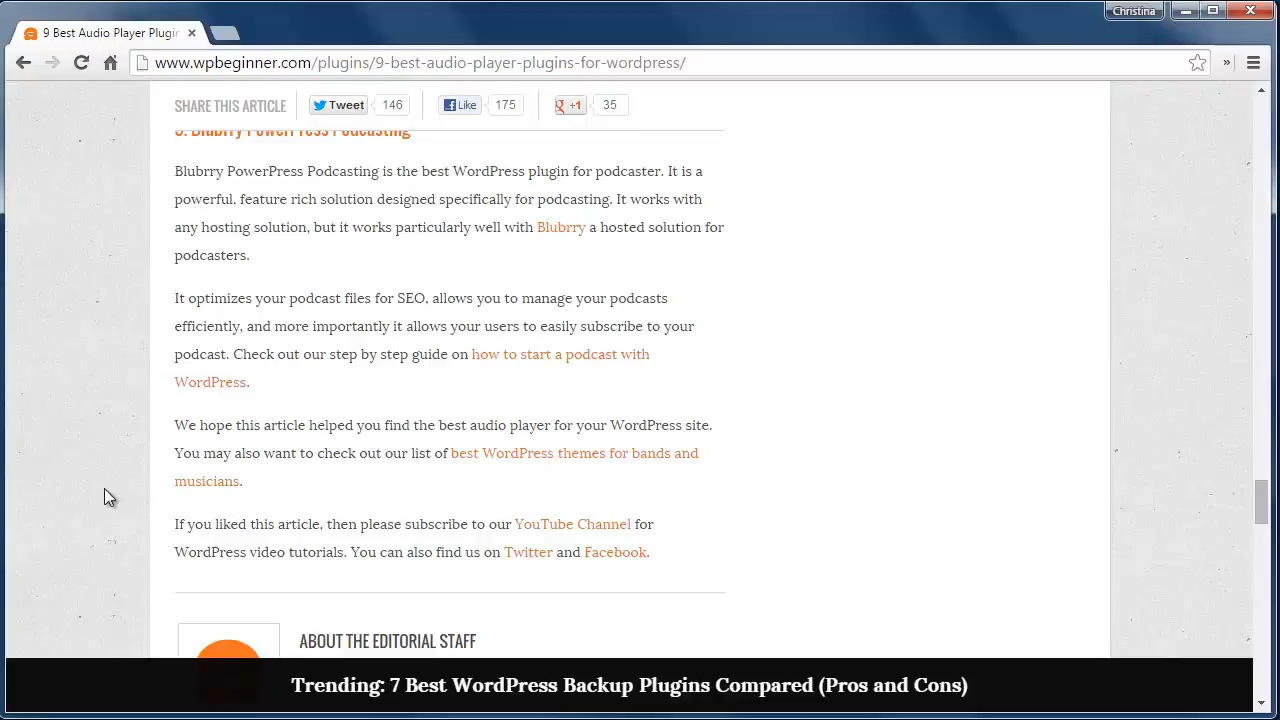 Christina
9 Best Audio Player Plugin
www.wpbeginner.com/plugins/9-best-audio-player-plugins-for-wordpress/
SHARE THIS ARTICLE Tweet 146 Like 175 +1 35
9. Blubrry PowerPress Podcasting
Blubrry PowerPress Podcasting is the best WordPress plugin for podcaster. It is a
powerful, feature rich solution designed specifically for podcasting. It works with
any hosting solution, but it works particularly well with Blubrry a hosted solution for
podcasters.
It optimizes your podcast files for SEO, allows you to manage your podcasts
efficiently, and more importantly it allows your users to easily subscribe to your
podcast. Check out our step by step guide on how to start a podcast with
WordPress.
We hope this article helped you find the best audio player for your WordPress site.
You may also want to check out our list of best WordPress themes for bands and
musicians.
If you liked this article, then please subscribe to our YouTube Channel for
WordPress video tutorials. You can also find us on Twitter and Facebook.
ABOUT THE EDITORIAL STAFF
Trending: 7 Best WordPress Backup Plugins Compared (Pros and Cons)